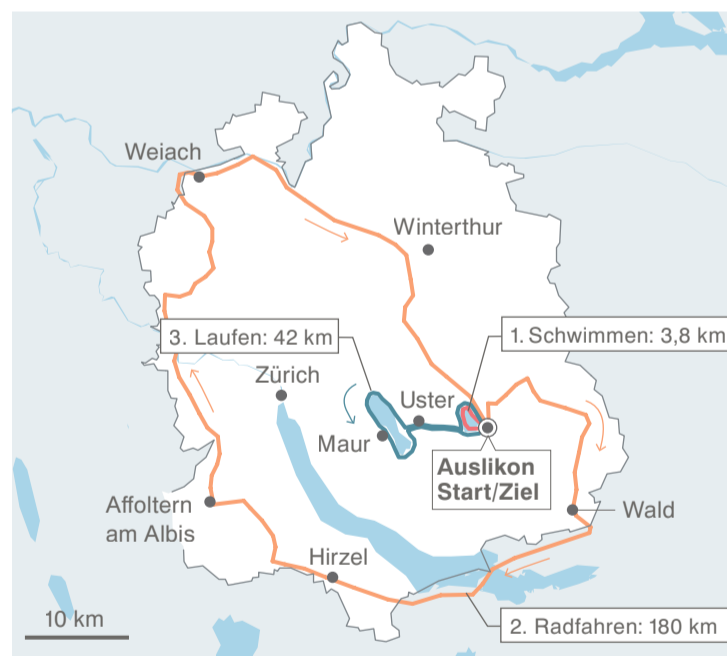 Weiach
Winterthur
3. Laufen: 42 km
1. Schwimmen: 3,8 km
Zürich
Uster
Maur
Auslikon
Start/Ziel
Affoltern
am Albis
Wald
Hirzel
10 km
2. Radfahren: 180 km